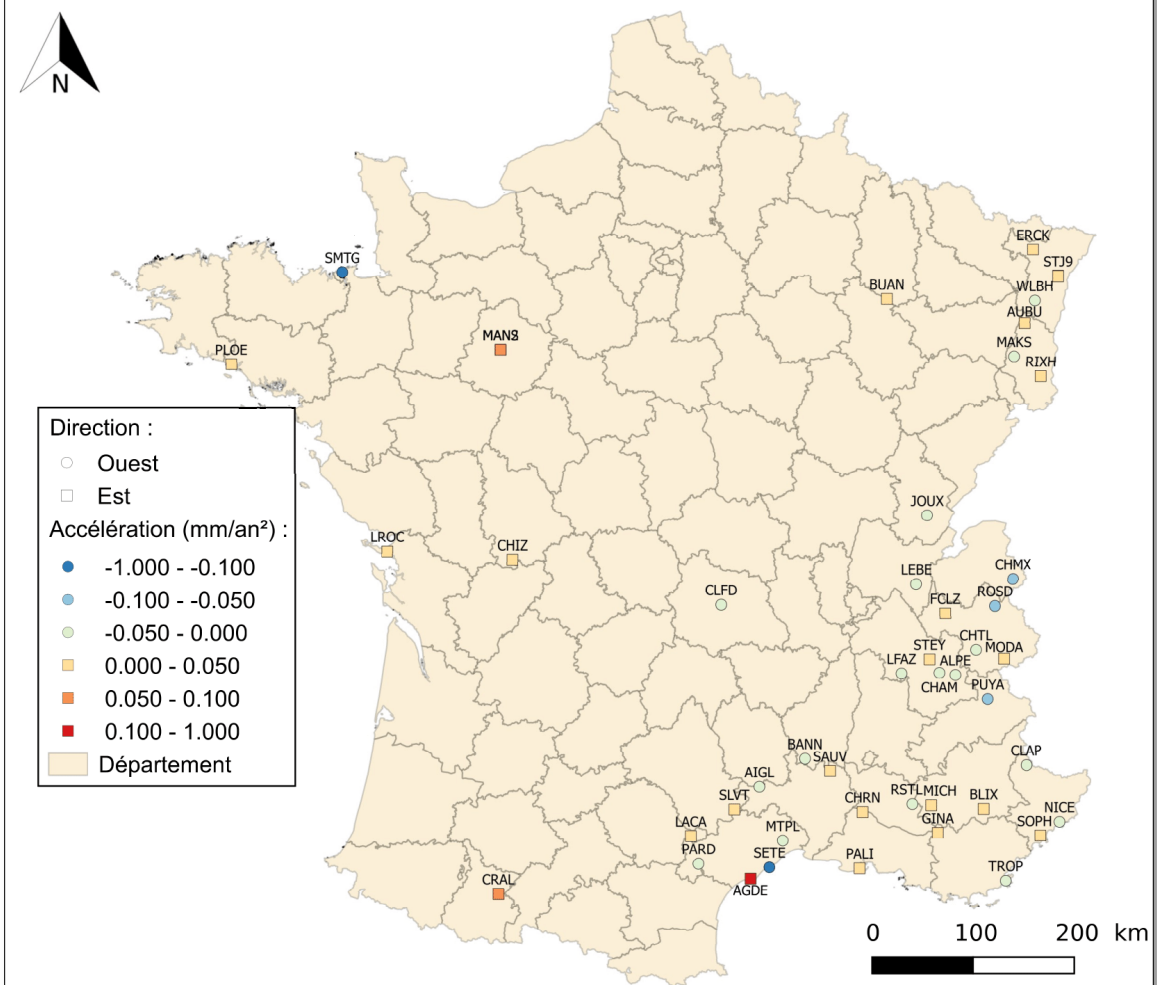 N
ERCK
STJ9
SMTG
WLBH
BUAN
AUBU
MAKS
PLOE
RIXH
Direction :
Ouest
Est
Accélération (mm/an²) :
-1.000 - -0.100
-0.100 - -0.050
-0.050 - 0.000
0.000 - 0.050
0.050 - 0.100
0.100 - 1.000
Département
JOUX
LROC
CHIZ
LEBE
CHMX
CLFD
ROSD
FCLZ
CHTL
STEY
MODA
LFAZ
ALPE
CHAM
PUYA
BANN
SAUV
CLAP
AIGL
SLVT
CHRN
RSTL
MICH
BLIX
NICE
LACA
GINA
SOPH
MTPL
PARD
SETE
PALI
TROP
CRAL
AGDE
0 100 200 km